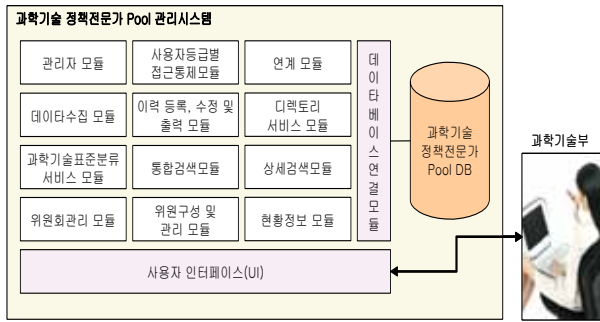 과학기술 정책전문가 Pool 관리시스템
관리자 모듈
사용자등급별
접근통제모듈
연계 모듈
데이타수집 모듈
이력 등록, 수정 및
출력 모듈
디렉토리
서비스 모듈
과학기술표준분류
서비스 모듈
통합검색모듈
상세검색모듈
위원회관리 모듈
위원구성 및
관리 모듈
현황정보 모듈
데
이
타
베
이
스
연
결
모
듈
과학기술
정책전문가
Pool DB
사용자 인터페이스(UI)
과학기술부